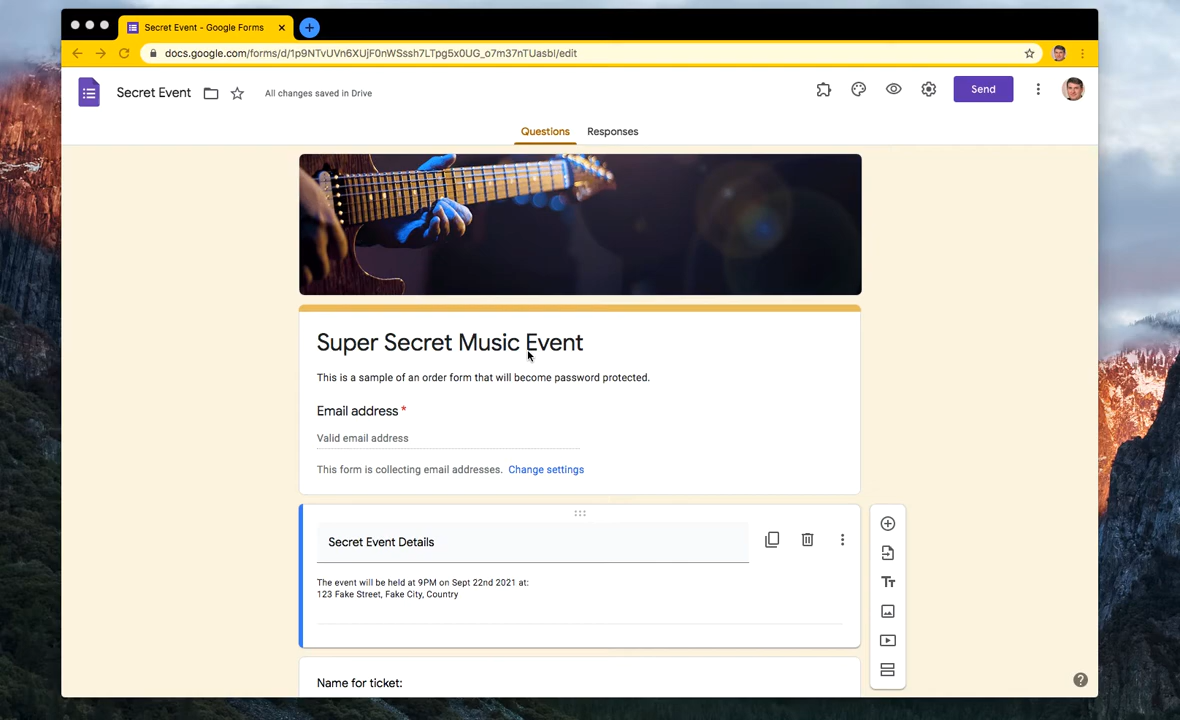 Secret Event - Google Forms
docs.google.com/forms/d/1p9NTvUVn6XUjF0nWSssh7LTpg5x0UG_o7m37nTUasbI/edit
Secret Event
All changes saved in Drive
Send
Questions
Responses
Super Secret Music Event
This is a sample of an order form that will become password protected.
Email address *
Valid email address
This form is collecting email addresses. Change settings
Secret Event Details
The event will be held at 9PM on Sept 22nd 2021 at:
123 Fake Street, Fake City, Country
Tт
Name for ticket: